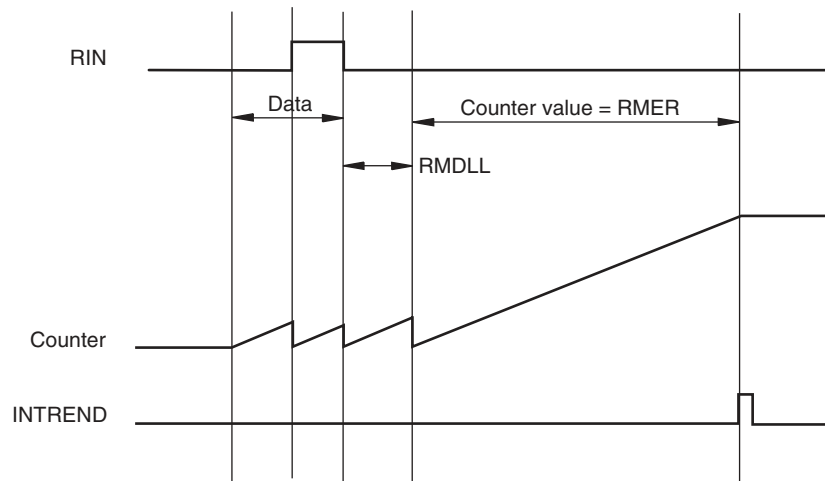 RIN
Data
Counter value = RMER
RMDLL
Counter
INTREND